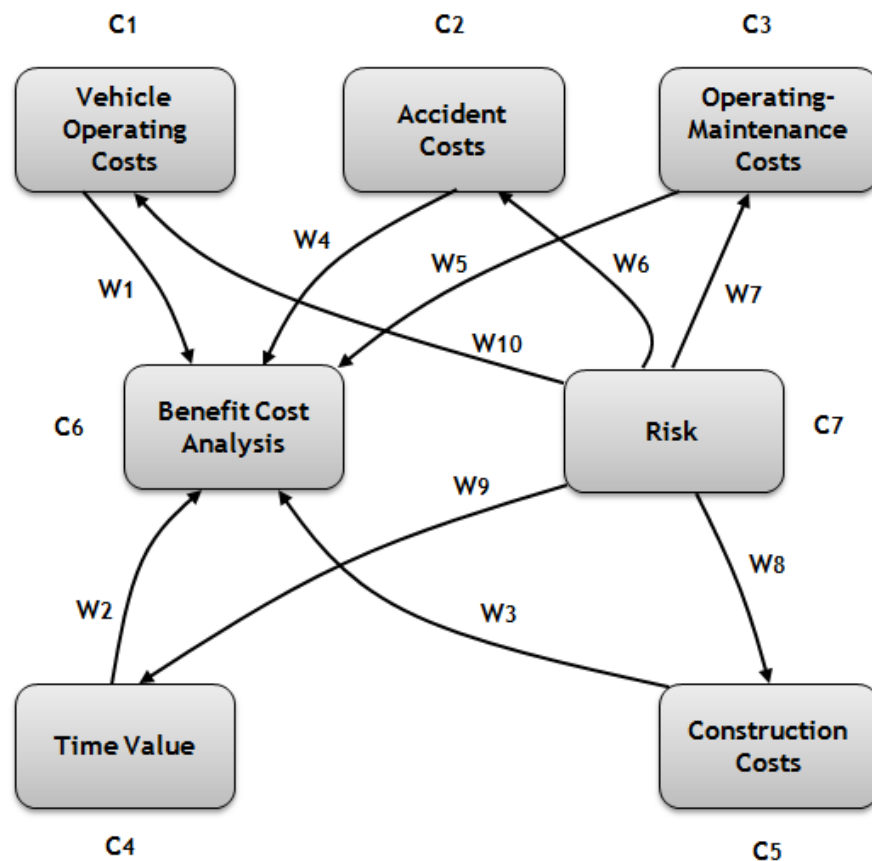 C1
C2
C3
Vehicle
Operating
Costs
Accident
Costs
Operating-
Maintenance
Costs
W4
W5
W6
W1
W7
W10
Benefit Cost
Analysis
Risk
C6
C7
W9
W8
W2
W3
Time Value
Construction
Costs
C4
C5